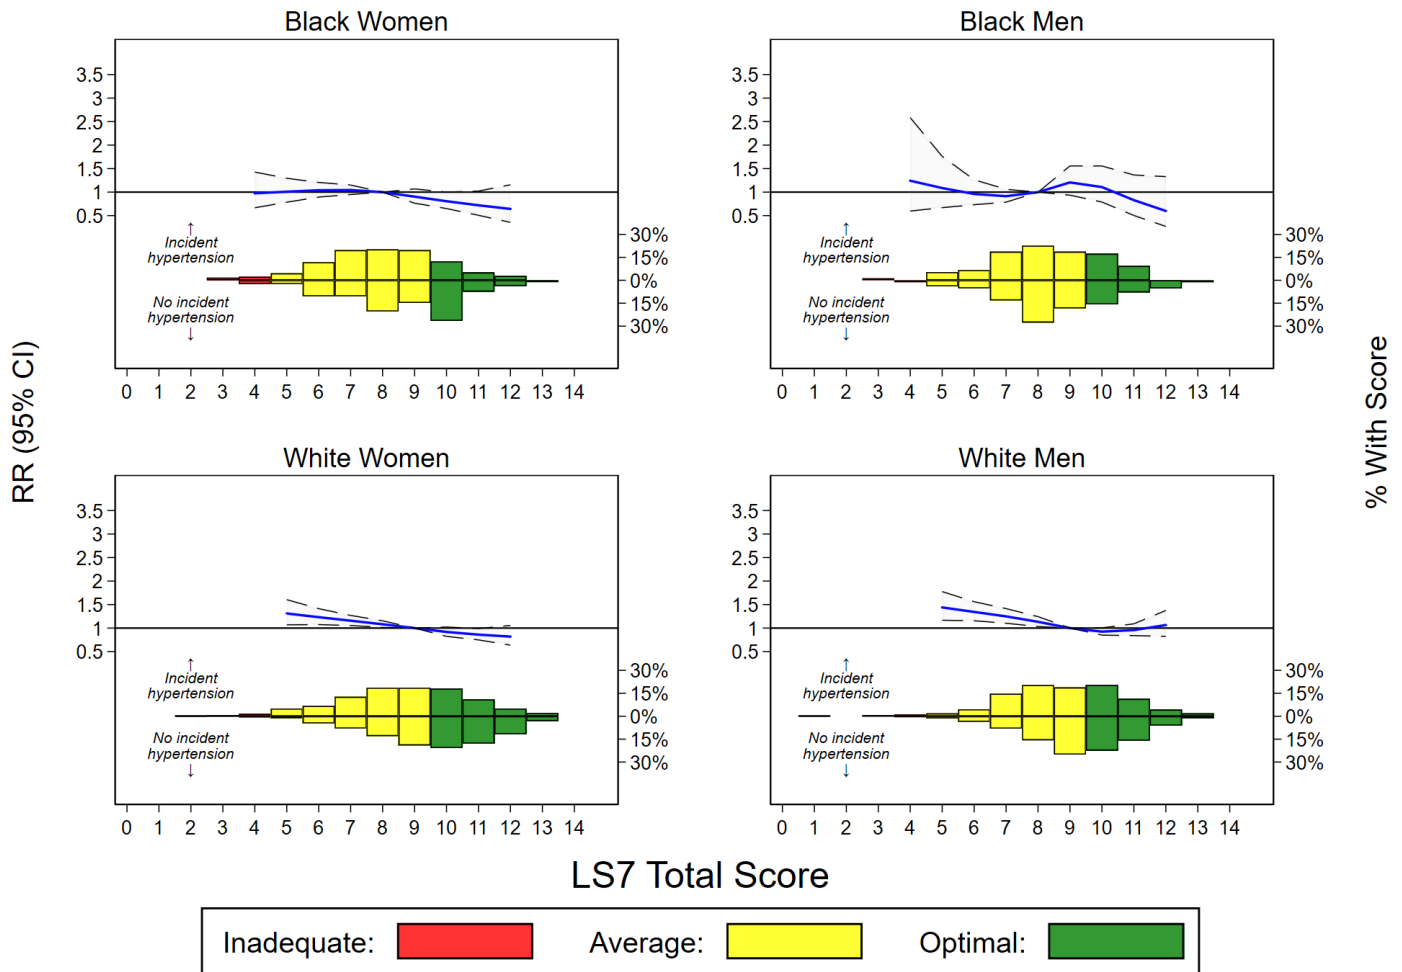 Black Women
3.5
3
2.5
2
1.5
1
0.5
↑
Incident
hypertension
No incident
hypertension
↓
30%
15%
0%
15%
30%
0 1 2 3 4 5 6 7 8 9 10 11 12 13 14
Black Men
3.5
3
2.5
2
1.5
1
0.5
↑
Incident
hypertension
No incident
hypertension
↓
30%
15%
0%
15%
30%
0 1 2 3 4 5 6 7 8 9 10 11 12 13 14
RR (95% CI)
% With Score
White Women
3.5
3
2.5
2
1.5
1
0.5
↑
Incident
hypertension
No incident
hypertension
↓
30%
15%
0%
15%
30%
0 1 2 3 4 5 6 7 8 9 10 11 12 13 14
White Men
3.5
3
2.5
2
1.5
1
0.5
↑
Incident
hypertension
No incident
hypertension
↓
30%
15%
0%
15%
30%
0 1 2 3 4 5 6 7 8 9 10 11 12 13 14
LS7 Total Score
Inadequate: Average: Optimal: